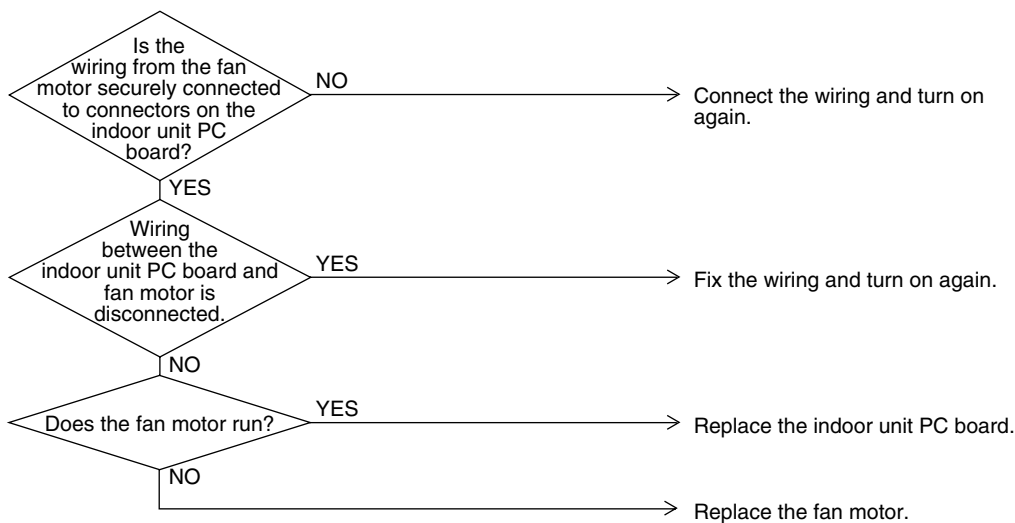 Is the
wiring from the fan
motor securely connected
to connectors on the
indoor unit PC
board?
NO
Connect the wiring and turn on
again.
YES
Wiring
between the
indoor unit PC board and
fan motor is
disconnected.
YES
Fix the wiring and turn on again.
NO
Does the fan motor run?
YES
Replace the indoor unit PC board.
NO
Replace the fan motor.